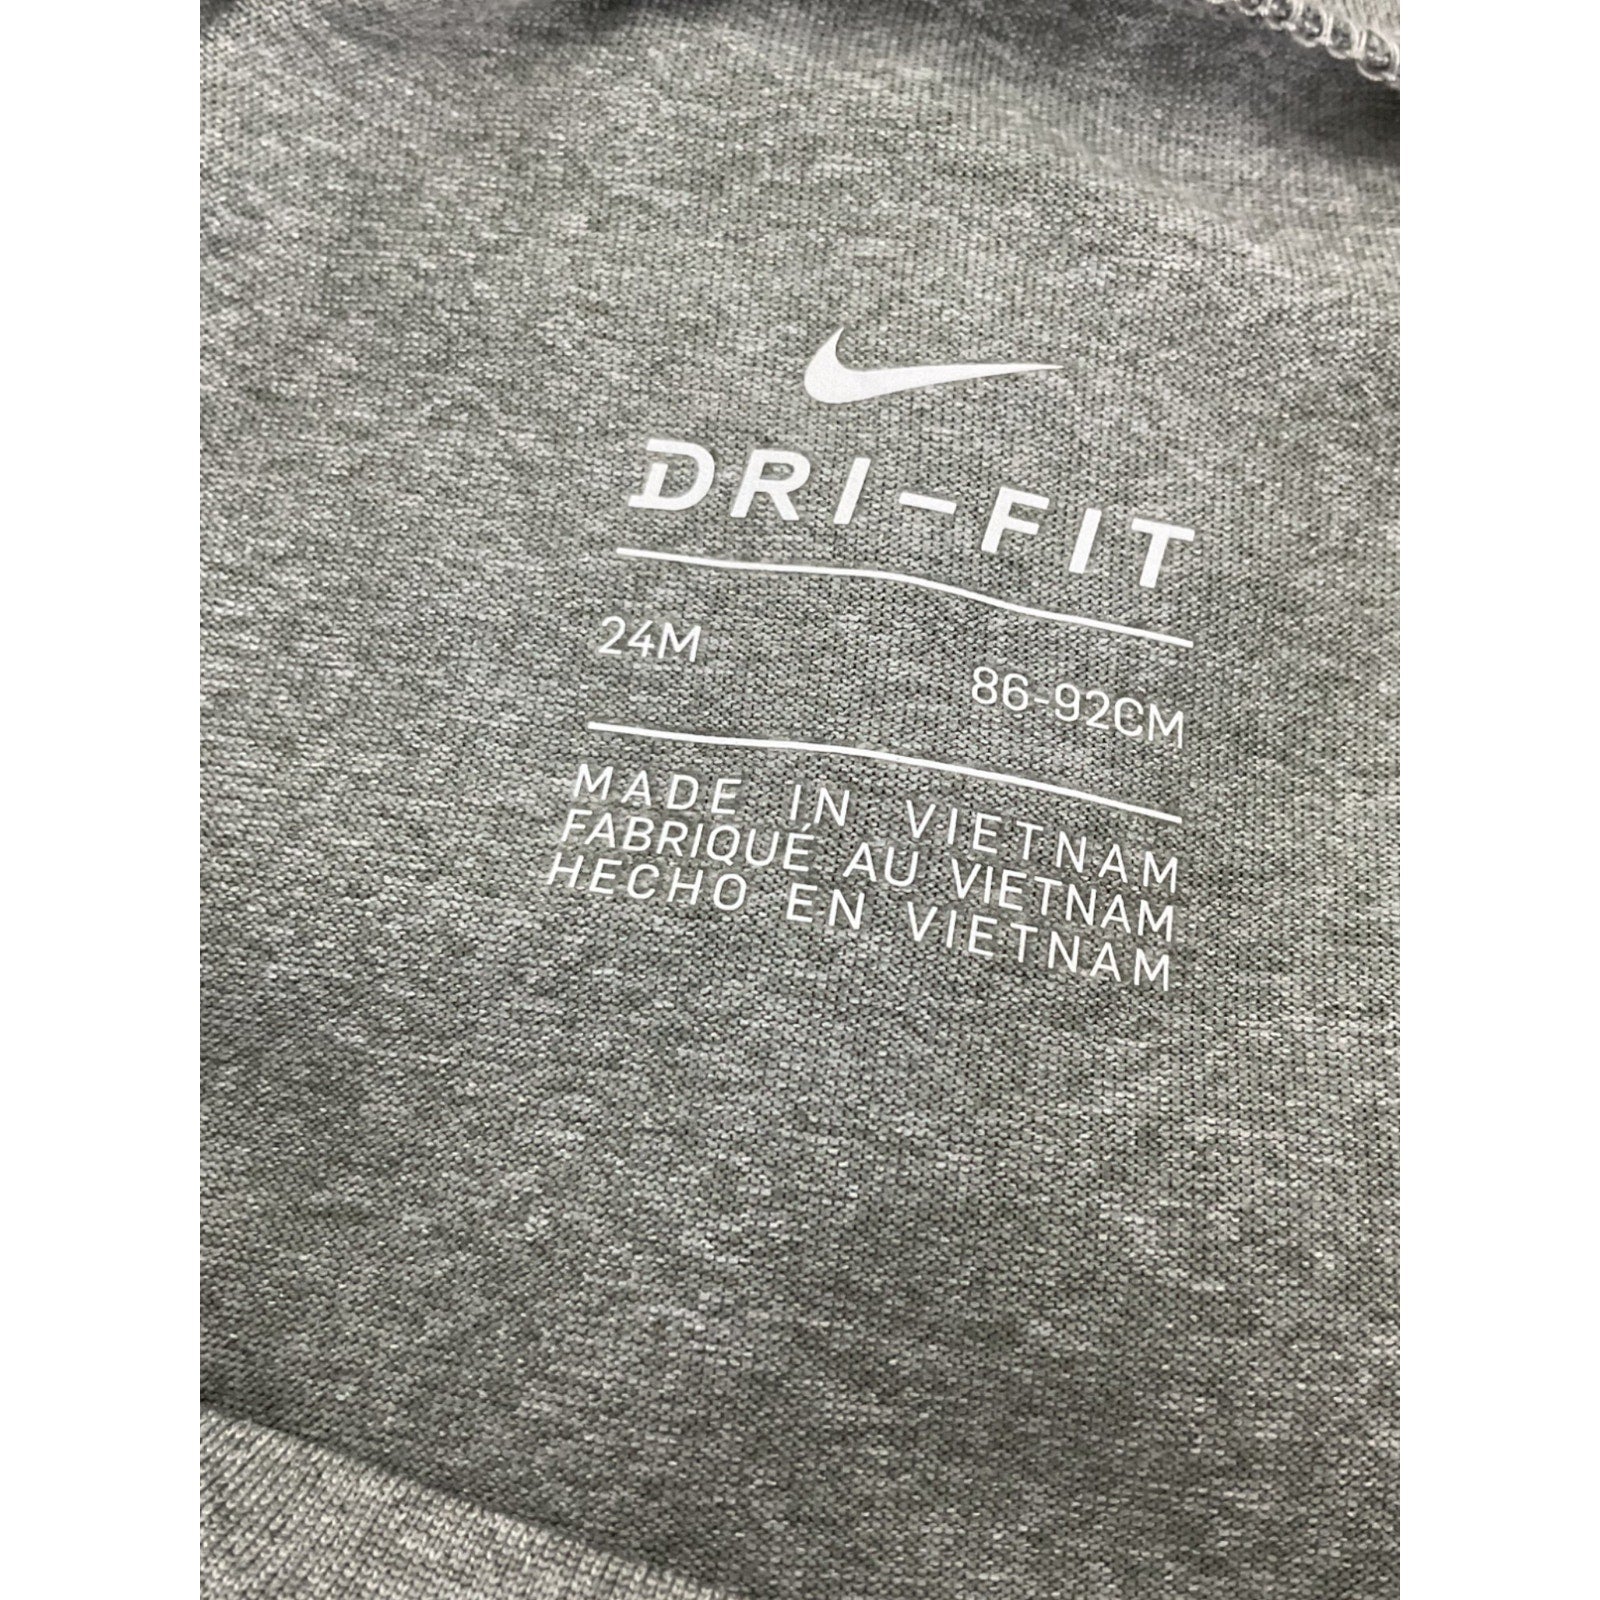 DRI-FIT
24M 86-92CM
MADE IN VIETNAM
FABRIQUÉ AU VIETNAM
HECHO EN VIETNAM